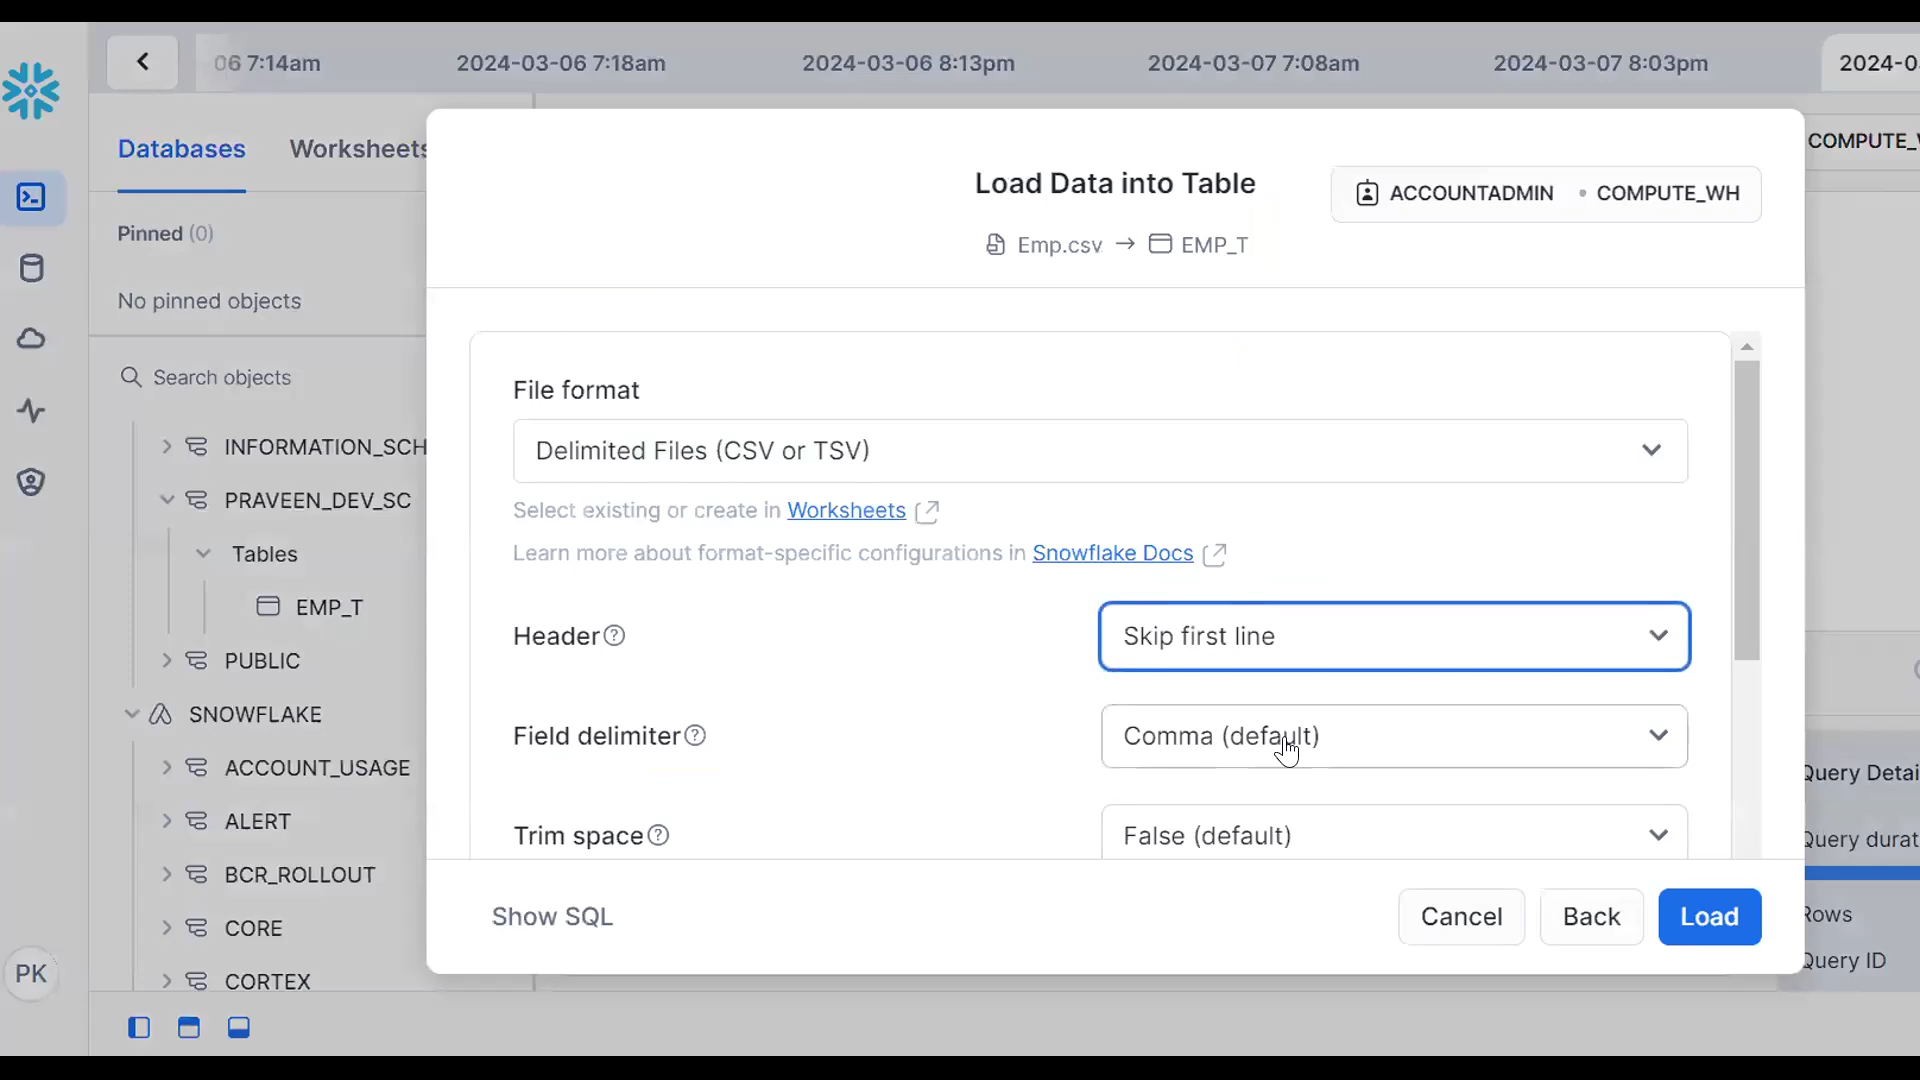 06 7:14am
2024-03-06 7:18am
2024-03-06 8:13pm
2024-03-07 7:08am
2024-03-07 8:03pm
2024-0
Databases
Worksheets
COMPUTE_W
Pinned (0)
No pinned objects
Search objects
INFORMATION_SCH
PRAVEEN_DEV_SC
Tables
EMP_T
PUBLIC
SNOWFLAKE
ACCOUNT_USAGE
ALERT
BCR_ROLLOUT
CORE
CORTEX
PK
Load Data into Table
ACCOUNTADMIN • COMPUTE_WH
Emp.csv → EMP_T
File format
Delimited Files (CSV or TSV)
Select existing or create in Worksheets
Learn more about format-specific configurations in Snowflake Docs
Header
Skip first line
Field delimiter
Comma (default)
Trim space
False (default)
Show SQL
Cancel
Back
Load
Query Detai
Query durat
Rows
Query ID